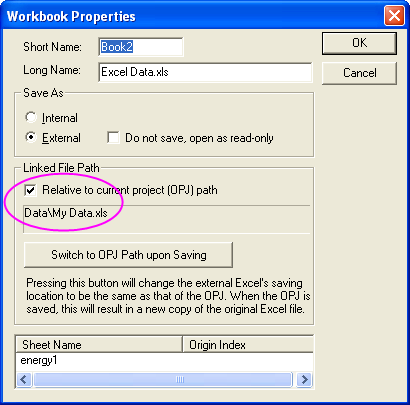 Workbook Properties
Short Name: Book2 OK
Long Name: Excel Data.xls Cancel
Save As
Internal
External Do not save, open as read-only
Linked File Path
Relative to current project (OPJ) path
Data\My Data.xls
Switch to OPJ Path upon Saving
Pressing this button will change the external Excel's saving
location to be the same as that of the OPJ. When the OPJ is
saved, this will result in a new copy of the original Excel file.
Sheet Name Origin Index
energy1